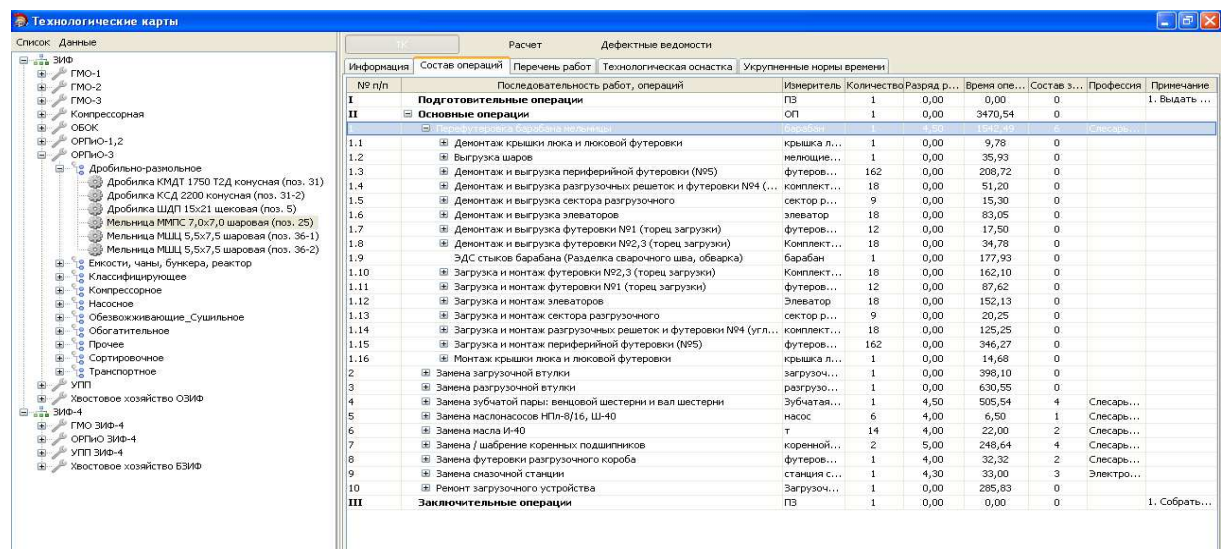 Технологические карты
Список Данные
ЗИФ
ГМО-1
ГМО-2
ГМО-3
Компрессорная
ОБОК
ОРПиО-1,2
ОРПиО-3
Дробильно-размольное
Дробилка КМДТ 1750 Т2Д конусная (поз. 31)
Дробилка КСД 2200 конусная (поз. 31-2)
Дробилка ШДП 15x21 щековая (поз. 5)
Мельница ММПС 7,0x7,0 шаровая (поз. 25)
Мельница МШЦ 5,5x7,5 шаровая (поз. 36-1)
Мельница МШЦ 5,5x7,5 шаровая (поз. 36-2)
Емкости, чаны, бункера, реактор
Классифицирующее
Компрессорное
Насосное
Обезвожживающие_Сушильное
Обогатительное
Прочее
Сортировочное
Транспортное
УПП
Хвостовое хозяйство ОЗИФ
ЗИФ-4
ГМО ЗИФ-4
ОРПиО ЗИФ-4
УПП ЗИФ-4
Хвостовое хозяйство БЗИФ
ТК Расчет Дефектные ведомости
Информация Состав операций Перечень работ Технологическая оснастка Укрупненные нормы времени
№ п/п Последовательность работ, операций Измеритель Количество Разряд р... Время опе... Состав з... Профессия Примечание
I Подготовительные операции ПЗ 1 0,00 0,00 0 1. Выдать ...
II Основные операции ОП 1 0,00 3470,54 0
1 Перефутеровка барабана мельницы барабан 1 4,50 1542,49 6 Слесарь...
1.1 Демонтаж крышки люка и люковой футеровки крышка л... 1 0,00 9,78 0
1.2 Выгрузка шаров мелющие... 1 0,00 35,93 0
1.3 Демонтаж и выгрузка периферийной футеровки (№5) футеров... 162 0,00 208,72 0
1.4 Демонтаж и выгрузка разгрузочных решеток и футеровки №4 (... комплект... 18 0,00 51,20 0
1.5 Демонтаж и выгрузка сектора разгрузочного сектор р... 9 0,00 15,30 0
1.6 Демонтаж и выгрузка элеваторов элеватор 18 0,00 83,05 0
1.7 Демонтаж и выгрузка футеровки №1 (торец загрузки) футеров... 12 0,00 17,50 0
1.8 Демонтаж и выгрузка футеровки №2,3 (торец загрузки) Комплект... 18 0,00 34,78 0
1.9 ЭДС стыков барабана (Разделка сварочного шва, обварка) барабан 1 0,00 177,93 0
1.10 Загрузка и монтаж футеровки №2,3 (торец загрузки) Комплект... 18 0,00 162,10 0
1.11 Загрузка и монтаж футеровки №1 (торец загрузки) футеров... 12 0,00 87,62 0
1.12 Загрузка и монтаж элеваторов Элеватор 18 0,00 152,13 0
1.13 Загрузка и монтаж сектора разгрузочного сектор р... 9 0,00 20,25 0
1.14 Загрузка и монтаж разгрузочных решеток и футеровки №4 (угл... комплект... 18 0,00 125,25 0
1.15 Загрузка и монтаж периферийной футеровки (№5) футеров... 162 0,00 346,27 0
1.16 Монтаж крышки люка и люковой футеровки крышка л... 1 0,00 14,68 0
2 Замена загрузочной втулки загрузоч... 1 0,00 398,10 0
3 Замена разгрузочной втулки разгрузо... 1 0,00 630,55 0
4 Замена зубчатой пары: венцовой шестерни и вал шестерни Зубчатая... 1 4,50 505,54 4 Слесарь...
5 Замена маслонасосов НПл-8/16, Ш-40 насос 6 4,00 6,50 1 Слесарь...
6 Замена масла И-40 т 14 4,00 22,00 2 Слесарь...
7 Замена / шабрение коренных подшипников коренной... 2 5,00 248,64 4 Слесарь...
8 Замена футеровки разгрузочного короба футеров... 1 4,00 32,32 2 Слесарь...
9 Замена смазочной станции станция с... 1 4,30 33,00 3 Электро...
10 Ремонт загрузочного устройства Загрузоч... 1 0,00 285,83 0
III Заключительные операции ПЗ 1 0,00 0,00 0 1. Собрать...